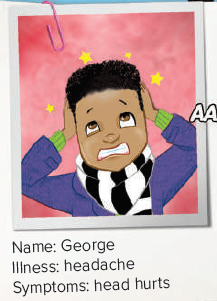 AA
Name: George
Illness: headache
Symptoms: head hurts